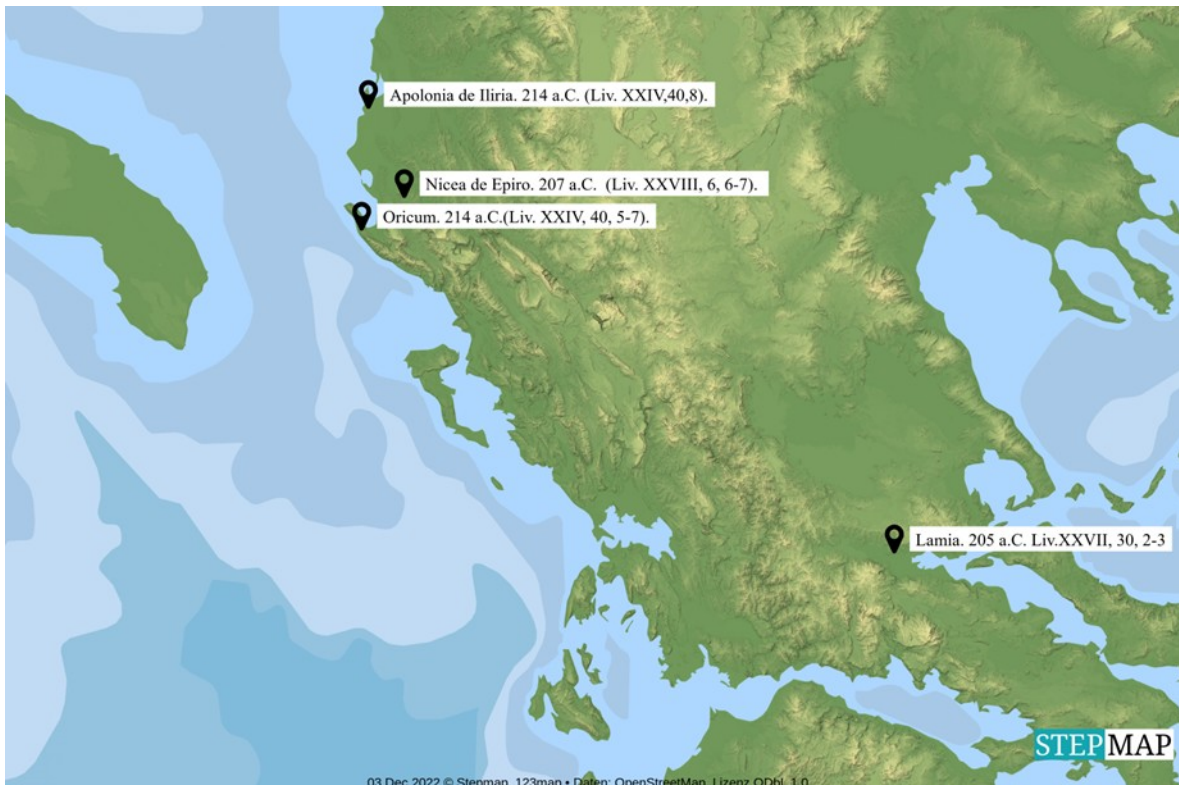 Apolonia de Iliria. 214 a.C. (Liv. XXIV,40,8).
Nicea de Epiro. 207 a.C. (Liv. XXVIII, 6, 6-7).
Oricum. 214 a.C.(Liv. XXIV, 40, 5-7).
Lamia. 205 a.C. Liv.XXVII, 30, 2-3
STEPMAP
03 Dec 2022 © Stepmap, 123map • Daten: OpenStreetMap, Lizenz ODbL 1.0